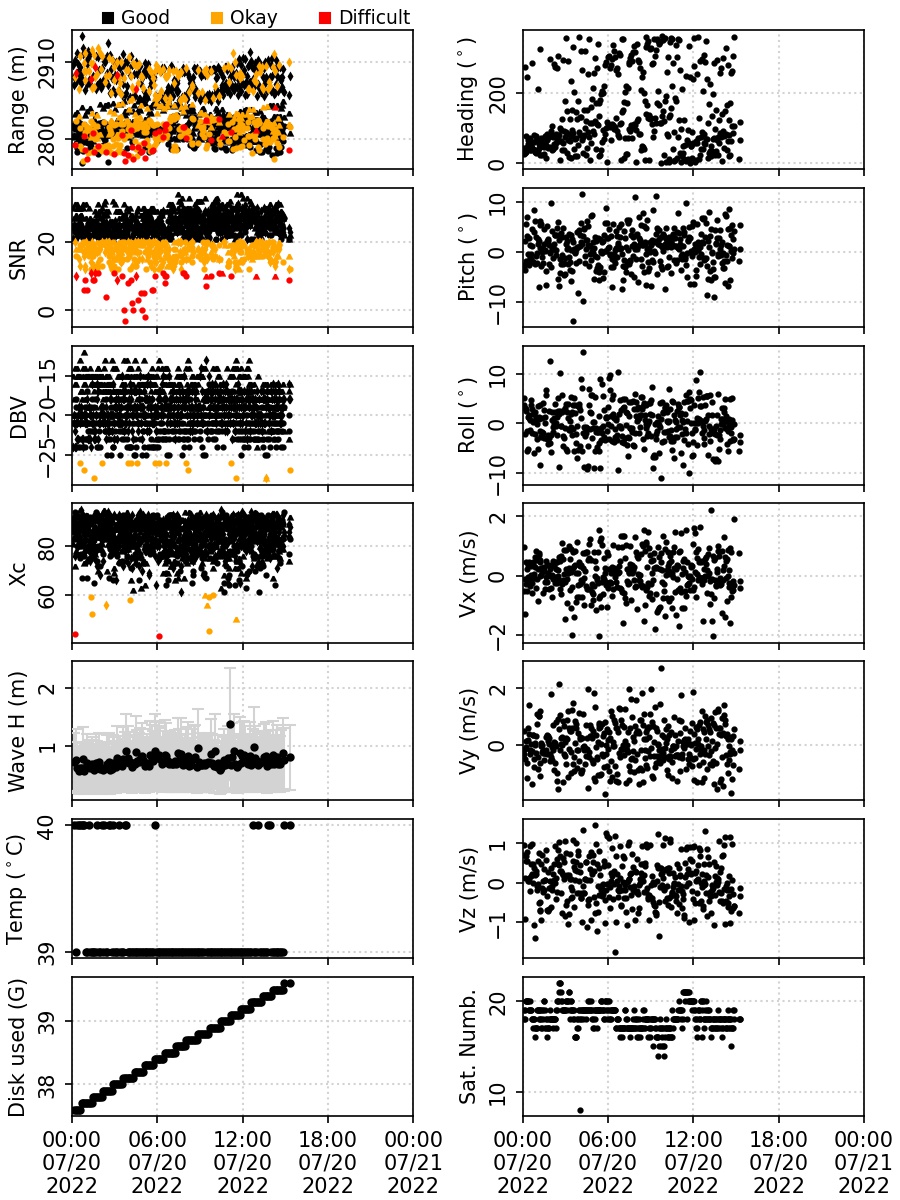 Good Okay Difficult
Range (m)
2910
2800
Heading (°)
200
0
SNR
20
0
Pitch (°)
10
0
−10
DBV
−15
−20
−25
Roll (°)
10
0
−10
Xc
80
60
Vx (m/s)
2
0
−2
Wave H (m)
2
1
Vy (m/s)
2
0
Temp (°C)
40
39
Vz (m/s)
1
0
−1
Disk used (G)
39
38
Sat. Numb.
20
10
00:00 06:00 12:00 18:00 00:00 00:00 06:00 12:00 18:00 00:00
07/20 07/20 07/20 07/20 07/21 07/20 07/20 07/20 07/20 07/21
2022 2022 2022 2022 2022 2022 2022 2022 2022 2022